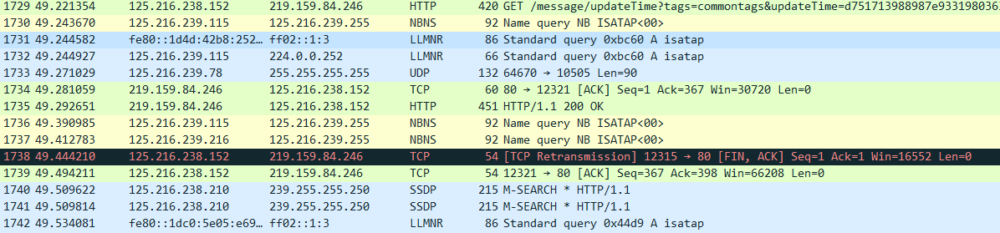 1729 49.221354 125.216.238.152 219.159.84.246 HTTP 420 GET /message/updateTime?tags=commontags&updateTime=d751713988987e9331980363
1730 49.243670 125.216.239.115 125.216.239.255 NBNS 92 Name query NB ISATAP<00>
1731 49.244582 fe80::1d4d:42b8:252… ff02::1:3 LLMNR 86 Standard query 0xbc60 A isatap
1732 49.244927 125.216.239.115 224.0.0.252 LLMNR 66 Standard query 0xbc60 A isatap
1733 49.271029 125.216.239.78 255.255.255.255 UDP 132 64670 → 10505 Len=90
1734 49.281059 219.159.84.246 125.216.238.152 TCP 60 80 → 12321 [ACK] Seq=1 Ack=367 Win=30720 Len=0
1735 49.292651 219.159.84.246 125.216.238.152 HTTP 451 HTTP/1.1 200 OK
1736 49.390985 125.216.239.115 125.216.239.255 NBNS 92 Name query NB ISATAP<00>
1737 49.412783 125.216.239.216 125.216.239.255 NBNS 92 Name query NB ISATAP<00>
1738 49.444210 125.216.238.152 219.159.84.246 TCP 54 [TCP Retransmission] 12315 → 80 [FIN, ACK] Seq=1 Ack=1 Win=16552 Len=0
1739 49.494211 125.216.238.152 219.159.84.246 TCP 54 12321 → 80 [ACK] Seq=367 Ack=398 Win=66208 Len=0
1740 49.509622 125.216.238.210 239.255.255.250 SSDP 215 M-SEARCH * HTTP/1.1
1741 49.509814 125.216.238.210 239.255.255.250 SSDP 215 M-SEARCH * HTTP/1.1
1742 49.534081 fe80::1dc0:5e05:e69… ff02::1:3 LLMNR 86 Standard query 0x44d9 A isatap